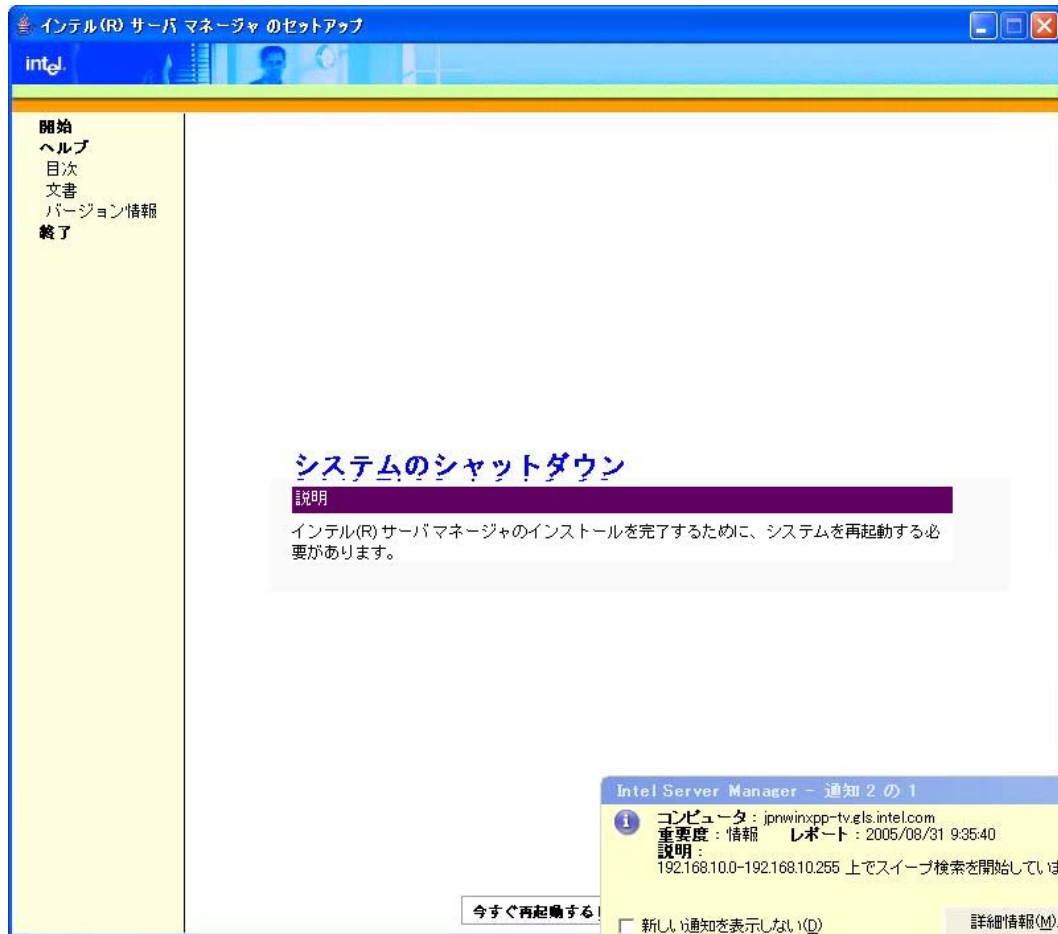 インテル(R) サーバ マネージャ のセットアップ
intel.
開始
ヘルプ
目次
文書
バージョン情報
終了
システムのシャットダウン
説明
インテル(R) サーバ マネージャのインストールを完了するために、システムを再起動する必
要があります。
Intel Server Manager - 通知 2 の 1
コンピュータ : jpnwinxpp-tv.gls.intel.com
重要度 : 情報 レポート : 2005/08/31 9:35:40
説明 :
192.168.10.0-192.168.10.255 上でスイープ検索を開始していま
今すぐ再起動する
新しい通知を表示しない(D)
詳細情報(M)